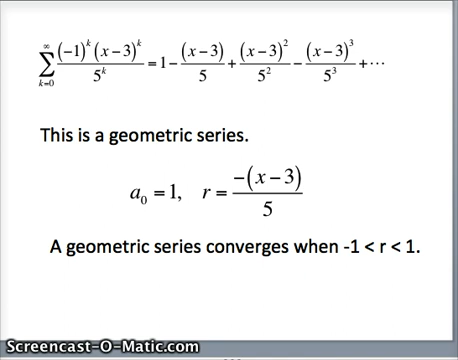 ∑_{k=0}^{∞} (−1)^k (x−3)^k / 5^k = 1 − (x−3)/5 + (x−3)^2/5^2 − (x−3)^3/5^3 + ⋯
This is a geometric series.
a_0 = 1, r = −(x−3)/5
A geometric series converges when -1 < r < 1.
Screencast-O-Matic.com